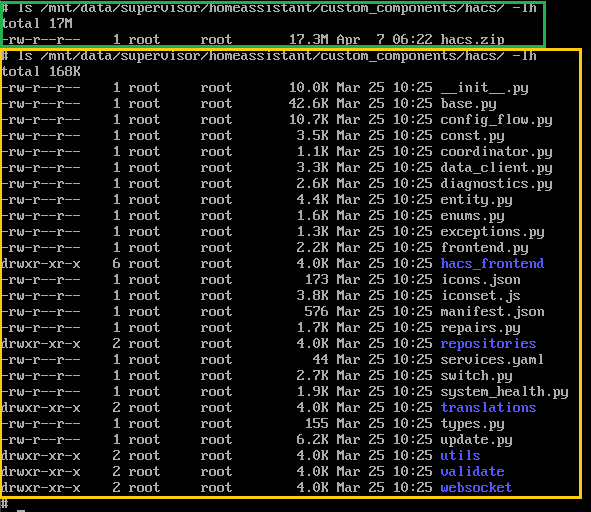 # ls /mnt/data/supervisor/homeassistant/custom_components/hacs/ -lh
total 17M
-rw-r--r-- 1 root root 17.3M Apr 7 06:22 hacs.zip
# ls /mnt/data/supervisor/homeassistant/custom_components/hacs/ -lh
total 168K
-rw-r--r-- 1 root root 10.0K Mar 25 10:25 __init__.py
-rw-r--r-- 1 root root 42.6K Mar 25 10:25 base.py
-rw-r--r-- 1 root root 10.7K Mar 25 10:25 config_flow.py
-rw-r--r-- 1 root root 3.5K Mar 25 10:25 const.py
-rw-r--r-- 1 root root 1.1K Mar 25 10:25 coordinator.py
-rw-r--r-- 1 root root 3.3K Mar 25 10:25 data_client.py
-rw-r--r-- 1 root root 2.6K Mar 25 10:25 diagnostics.py
-rw-r--r-- 1 root root 4.4K Mar 25 10:25 entity.py
-rw-r--r-- 1 root root 1.6K Mar 25 10:25 enums.py
-rw-r--r-- 1 root root 1.3K Mar 25 10:25 exceptions.py
-rw-r--r-- 1 root root 2.2K Mar 25 10:25 frontend.py
drwxr-xr-x 6 root root 4.0K Mar 25 10:25 hacs_frontend
-rw-r--r-- 1 root root 173 Mar 25 10:25 icons.json
-rw-r--r-- 1 root root 3.8K Mar 25 10:25 iconset.js
-rw-r--r-- 1 root root 576 Mar 25 10:25 manifest.json
-rw-r--r-- 1 root root 1.7K Mar 25 10:25 repairs.py
drwxr-xr-x 2 root root 4.0K Mar 25 10:25 repositories
-rw-r--r-- 1 root root 44 Mar 25 10:25 services.yaml
-rw-r--r-- 1 root root 2.7K Mar 25 10:25 switch.py
-rw-r--r-- 1 root root 1.9K Mar 25 10:25 system_health.py
drwxr-xr-x 2 root root 4.0K Mar 25 10:25 translations
-rw-r--r-- 1 root root 155 Mar 25 10:25 types.py
-rw-r--r-- 1 root root 6.2K Mar 25 10:25 update.py
drwxr-xr-x 2 root root 4.0K Mar 25 10:25 utils
drwxr-xr-x 2 root root 4.0K Mar 25 10:25 validate
drwxr-xr-x 2 root root 4.0K Mar 25 10:25 websocket
#